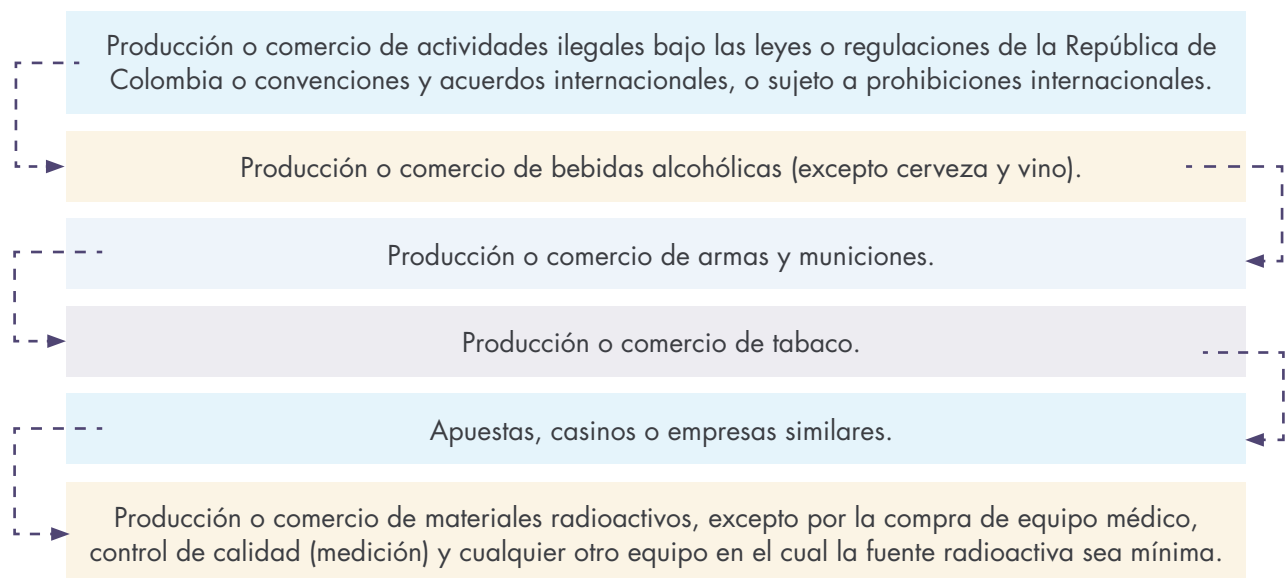 Producción o comercio de actividades ilegales bajo las leyes o regulaciones de la República de
Colombia o convenciones y acuerdos internacionales, o sujeto a prohibiciones internacionales.
Producción o comercio de bebidas alcohólicas (excepto cerveza y vino).
Producción o comercio de armas y municiones.
Producción o comercio de tabaco.
Apuestas, casinos o empresas similares.
Producción o comercio de materiales radioactivos, excepto por la compra de equipo médico,
control de calidad (medición) y cualquier otro equipo en el cual la fuente radioactiva sea mínima.